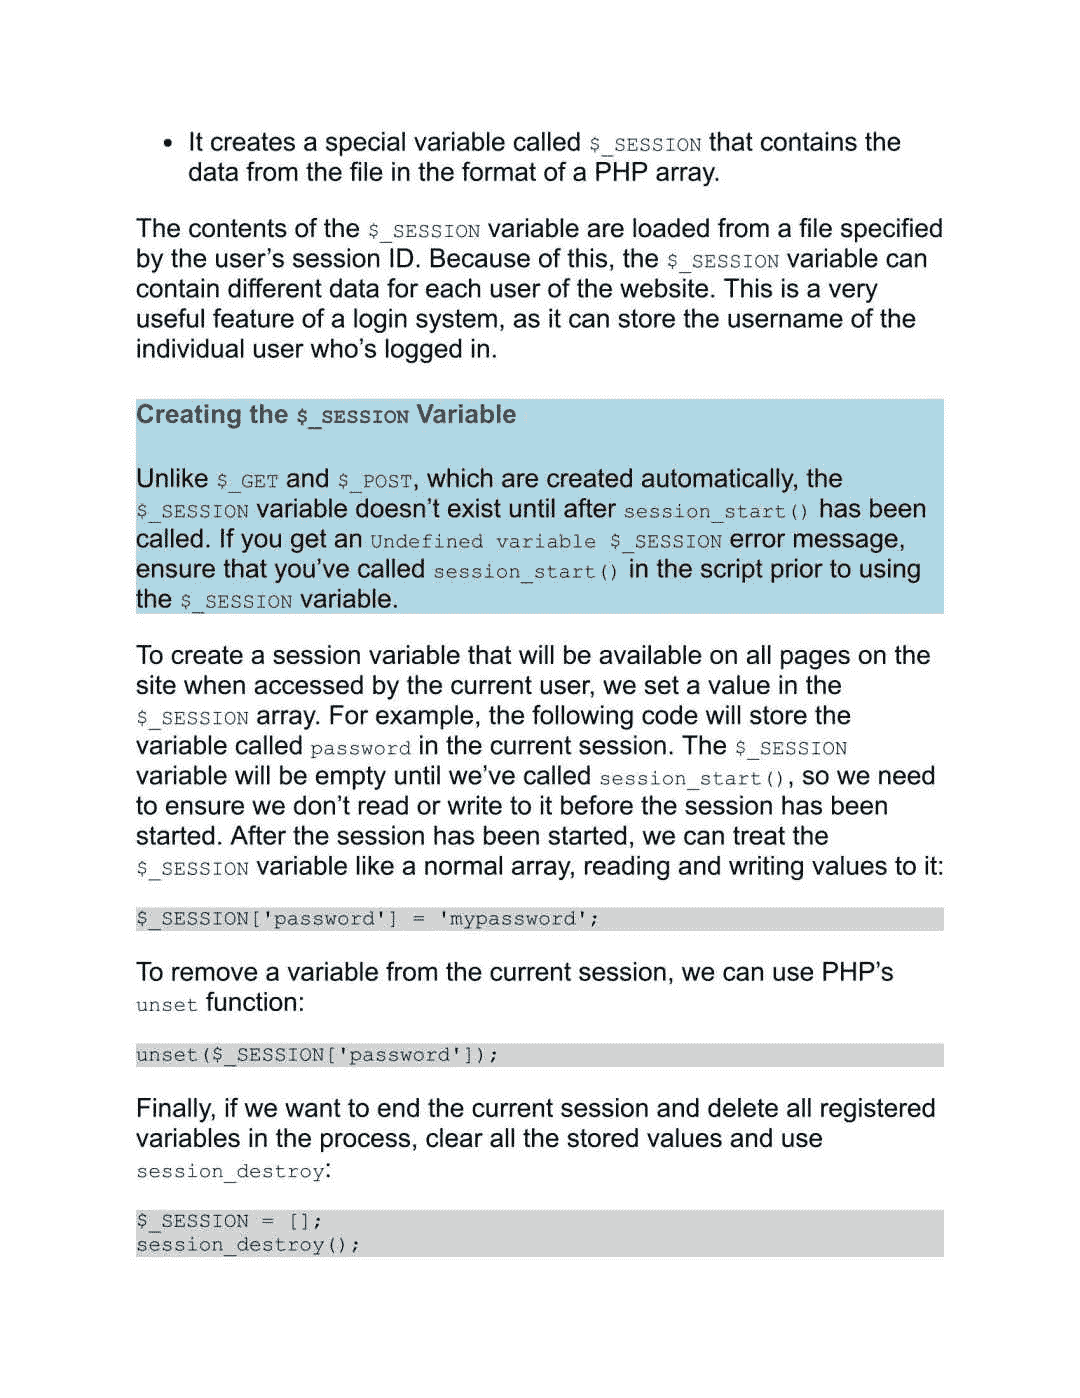 • It creates a special variable called $_SESSION that contains the
data from the file in the format of a PHP array.
The contents of the $_SESSION variable are loaded from a file specified
by the user’s session ID. Because of this, the $_SESSION variable can
contain different data for each user of the website. This is a very
useful feature of a login system, as it can store the username of the
individual user who’s logged in.
Creating the $_SESSION Variable
Unlike $_GET and $_POST, which are created automatically, the
$_SESSION variable doesn’t exist until after session_start() has been
called. If you get an Undefined variable $_SESSION error message,
ensure that you’ve called session_start() in the script prior to using
the $_SESSION variable.
To create a session variable that will be available on all pages on the
site when accessed by the current user, we set a value in the
$_SESSION array. For example, the following code will store the
variable called password in the current session. The $_SESSION
variable will be empty until we’ve called session_start(), so we need
to ensure we don’t read or write to it before the session has been
started. After the session has been started, we can treat the
$_SESSION variable like a normal array, reading and writing values to it:
$_SESSION['password'] = 'mypassword';
To remove a variable from the current session, we can use PHP’s
unset function:
unset($_SESSION['password']);
Finally, if we want to end the current session and delete all registered
variables in the process, clear all the stored values and use
session_destroy:
$_SESSION = [];
session_destroy();